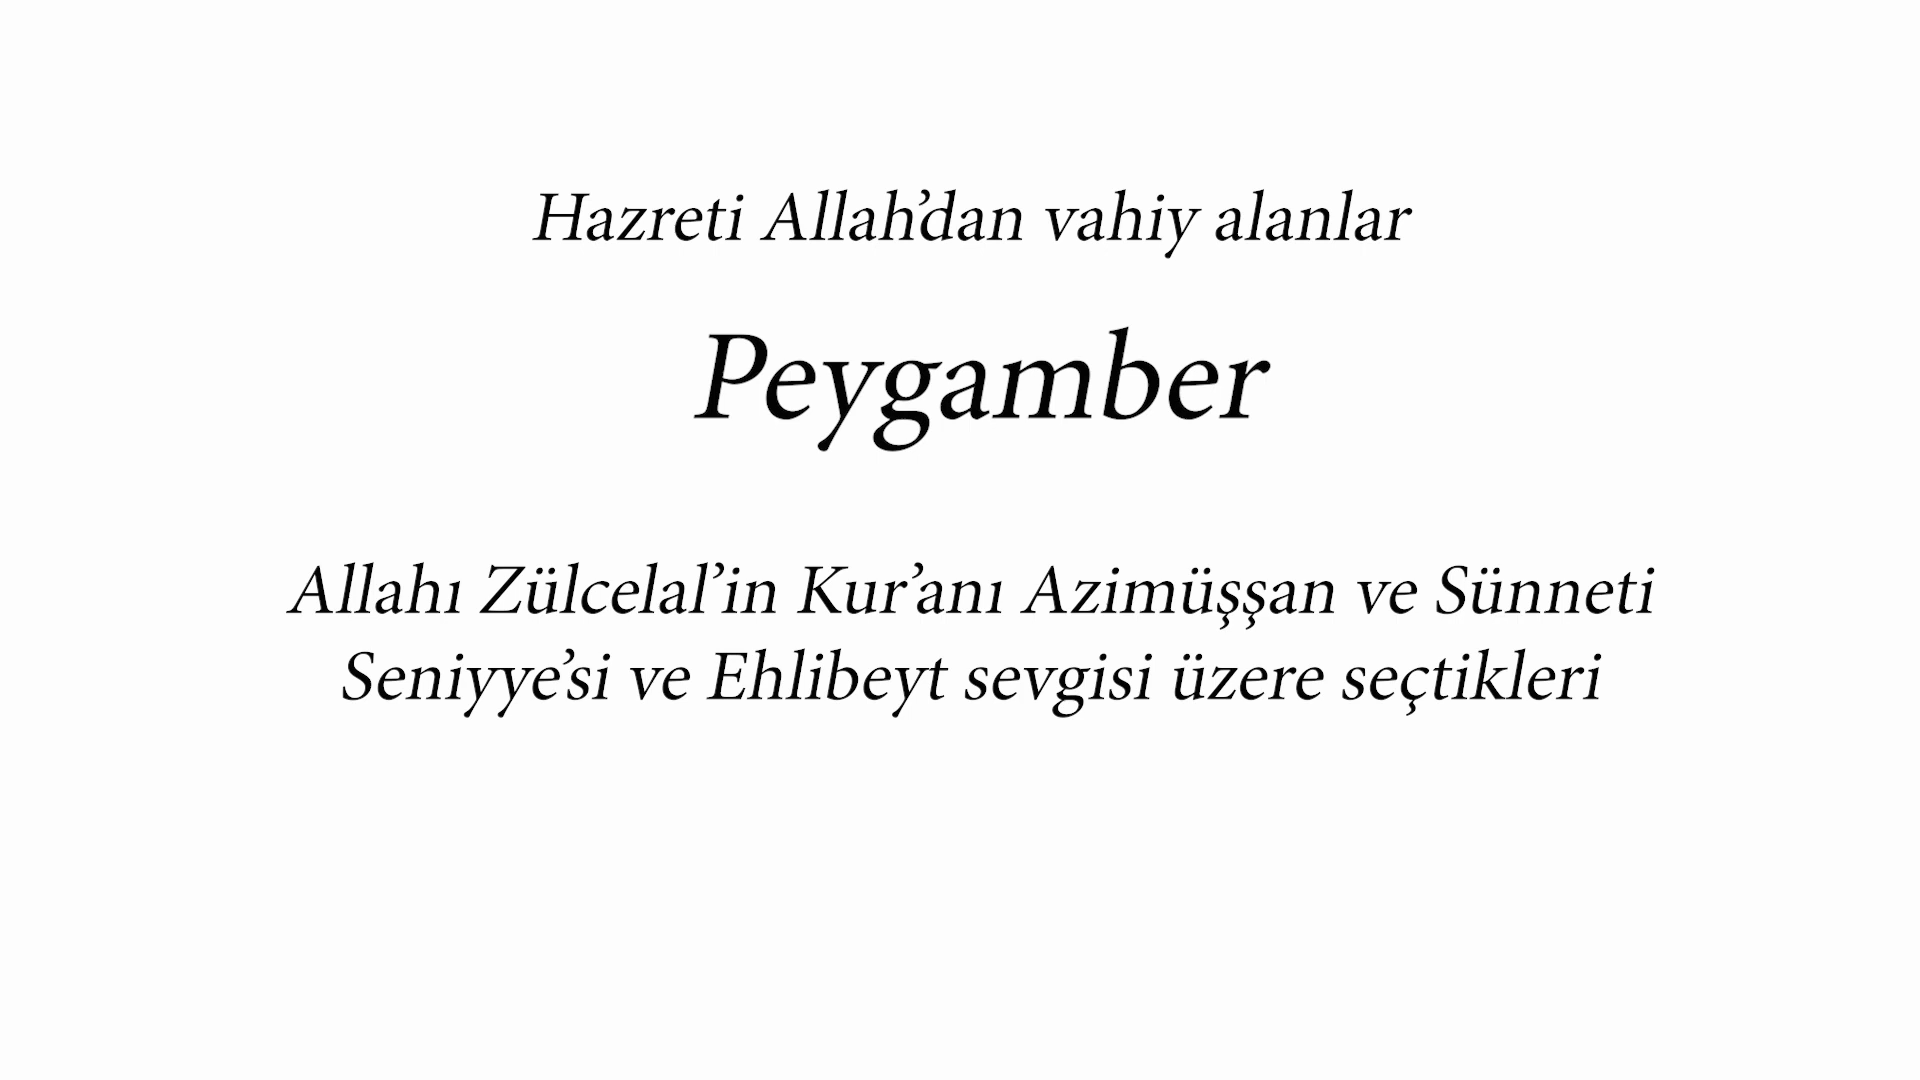 Hazreti Allah’dan vahiy alanlar
Peygamber
Allahı Zülcelal’in Kur’anı Azimüşşan ve Sünneti
Seniyye’si ve Ehlibeyt sevgisi üzere seçtikleri